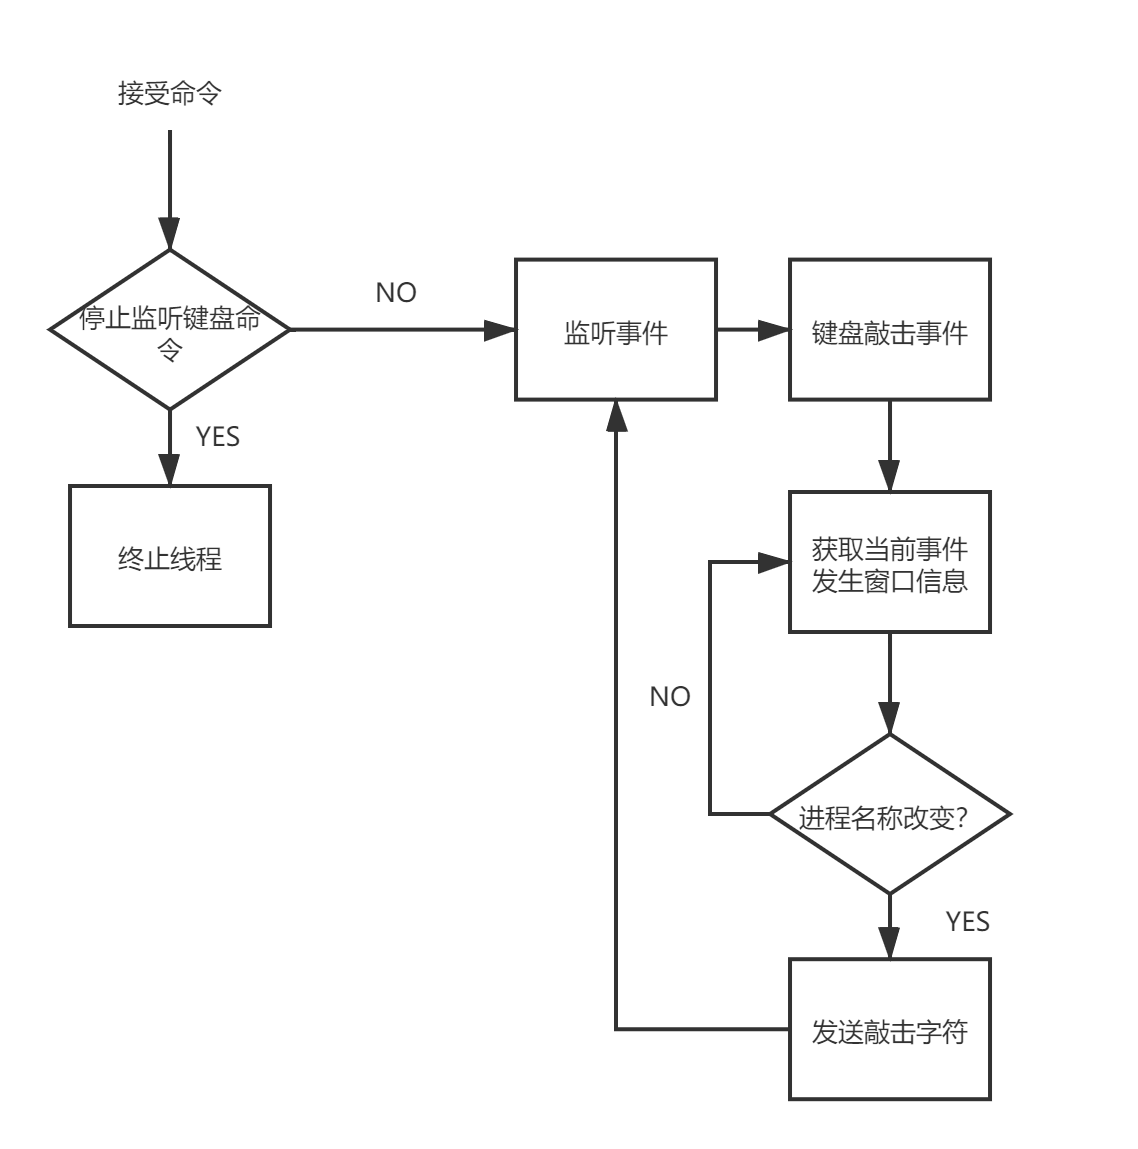 接受命令
停止监听键盘命
令
NO
监听事件
键盘敲击事件
YES
终止线程
获取当前事件
发生窗口信息
NO
进程名称改变？
YES
发送敲击字符